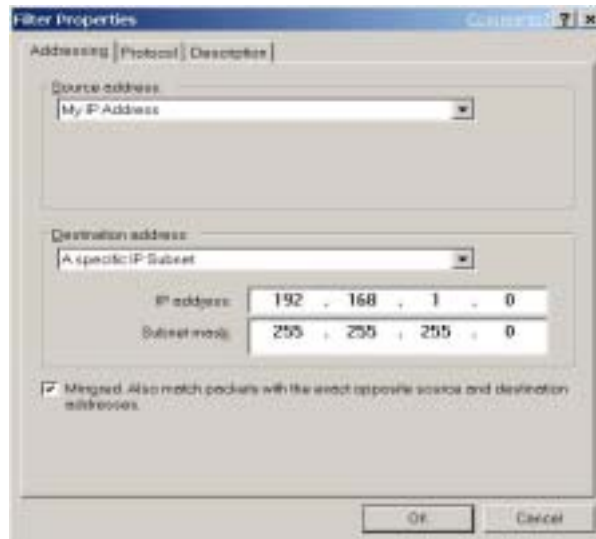 Filter Properties
Addressing Protocol Description
Source address
My IP Address
Destination address
A specific IP Subnet
IP address:
192 . 168 . 1 . 0
Subnet mask:
255 . 255 . 255 . 0
Mirrored. Also match packets with the exact opposite source and destination
addresses.
OK Cancel